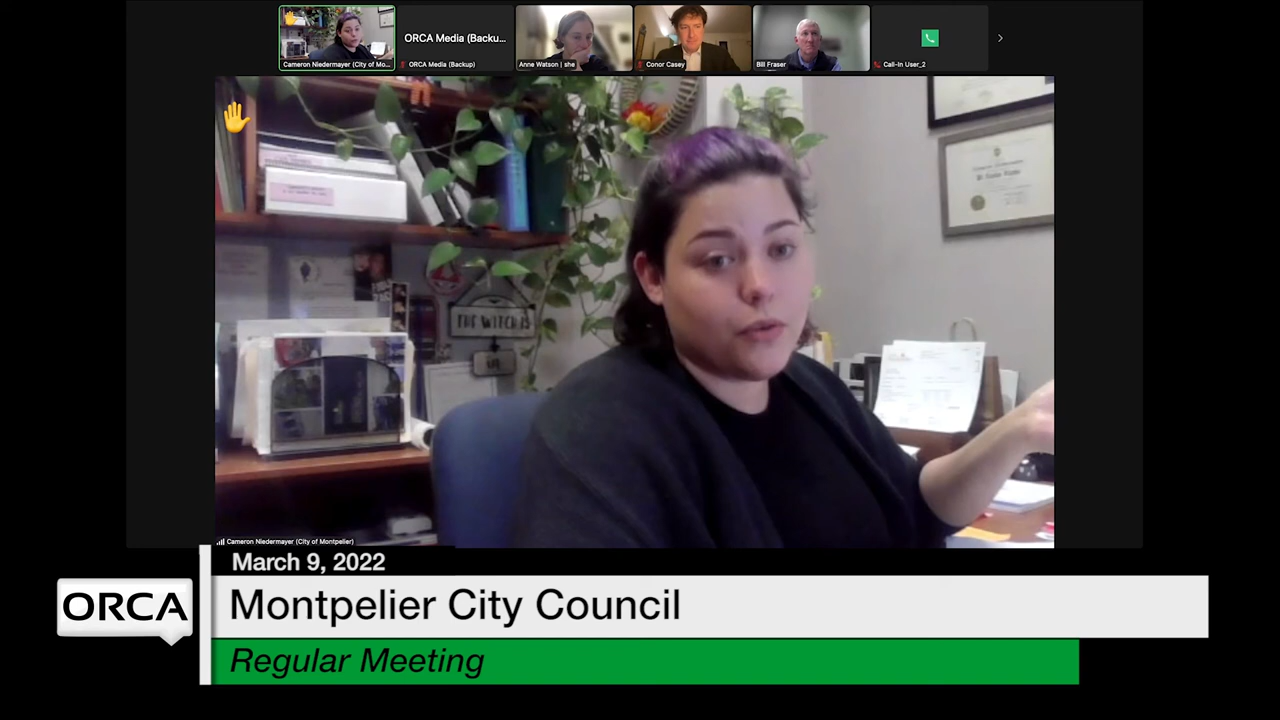 Cameron Niedermayer (City of Mo...
ORCA Media (Backu...
ORCA Media (Backup)
Anne Watson | she
Conor Casey
Bill Fraser
Call-In User_2
THE WITCH IS
Cameron Niedermayer (City of Montpelier)
March 9, 2022
ORCA
Montpelier City Council
Regular Meeting